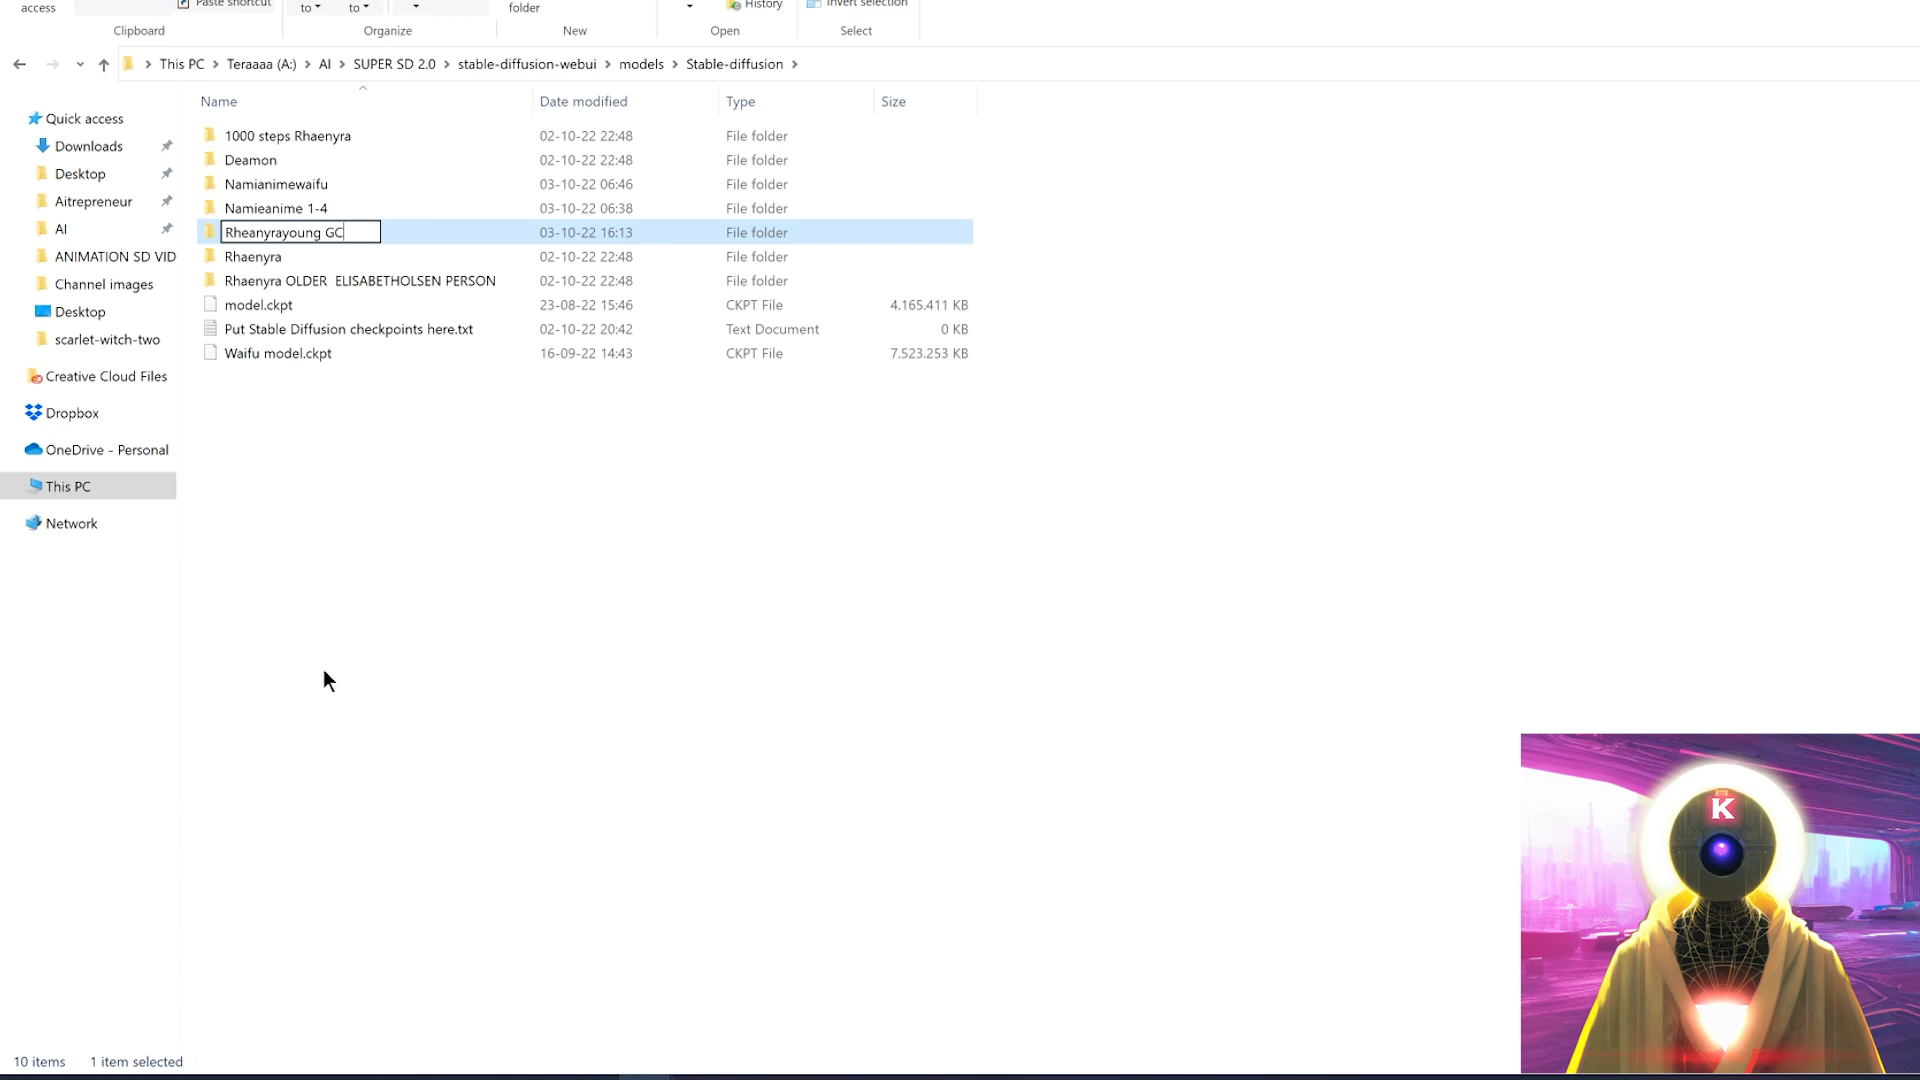 access
Paste shortcut
to
to
folder
History
Invert selection
Clipboard
Organize
New
Open
Select
This PC
Teraaaa (A:)
AI
SUPER SD 2.0
stable-diffusion-webui
models
Stable-diffusion
Name
Date modified
Type
Size
Quick access
Downloads
Desktop
Aitrepreneur
AI
ANIMATION SD VID
Channel images
Desktop
scarlet-witch-two
Creative Cloud Files
Dropbox
OneDrive - Personal
This PC
Network
1000 steps Rhaenyra 02-10-22 22:48 File folder
Deamon 02-10-22 22:48 File folder
Namianimewaifu 03-10-22 06:46 File folder
Namieanime 1-4 03-10-22 06:38 File folder
Rheanyrayoung GC 03-10-22 16:13 File folder
Rhaenyra 02-10-22 22:48 File folder
Rhaenyra OLDER ELISABETHOLSEN PERSON 02-10-22 22:48 File folder
model.ckpt 23-08-22 15:46 CKPT File 4.165.411 KB
Put Stable Diffusion checkpoints here.txt 02-10-22 20:42 Text Document 0 KB
Waifu model.ckpt 16-09-22 14:43 CKPT File 7.523.253 KB
K
10 items
1 item selected